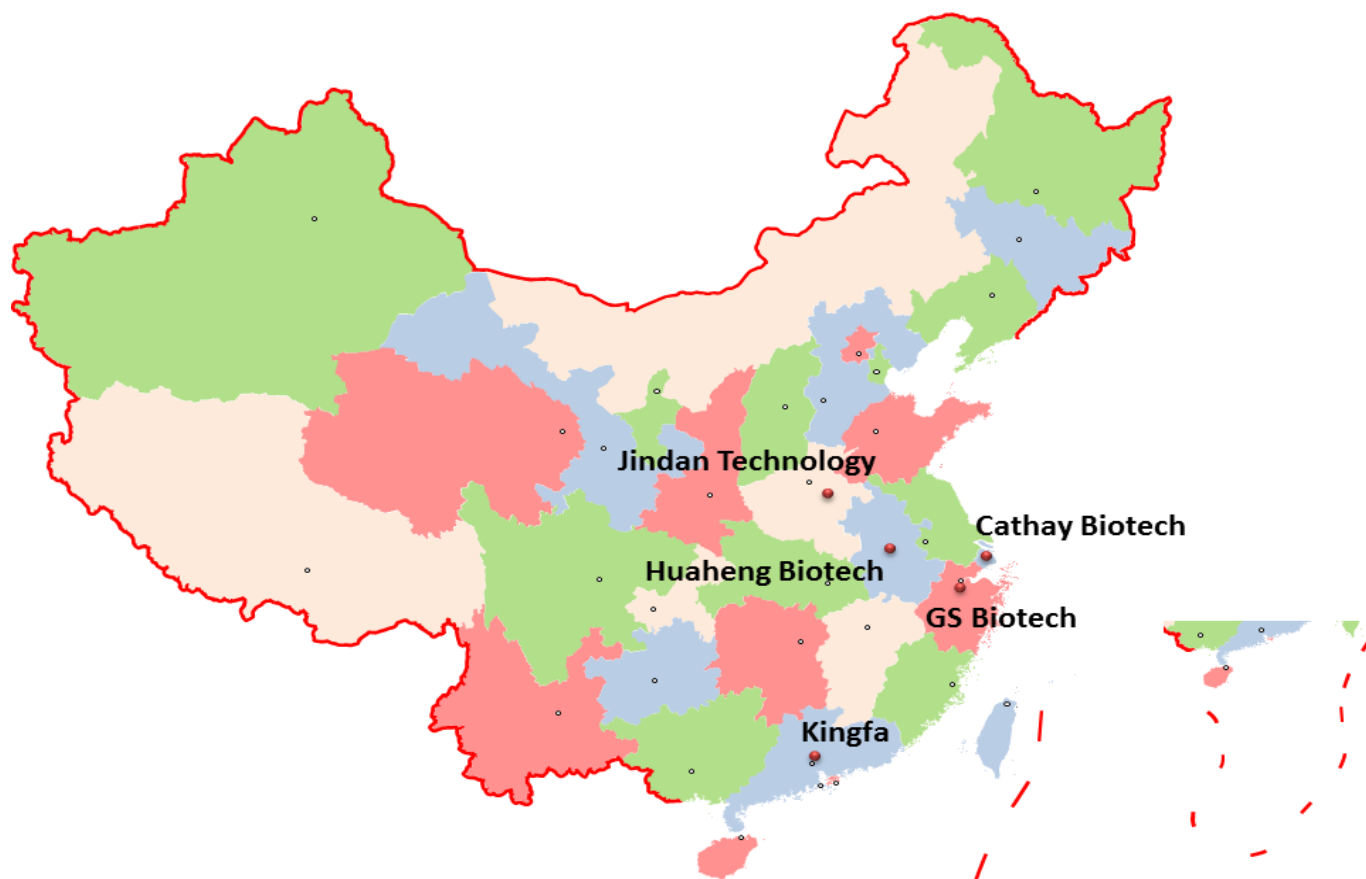 Jindan Technology
Cathay Biotech
Huaheng Biotech
GS Biotech
Kingfa